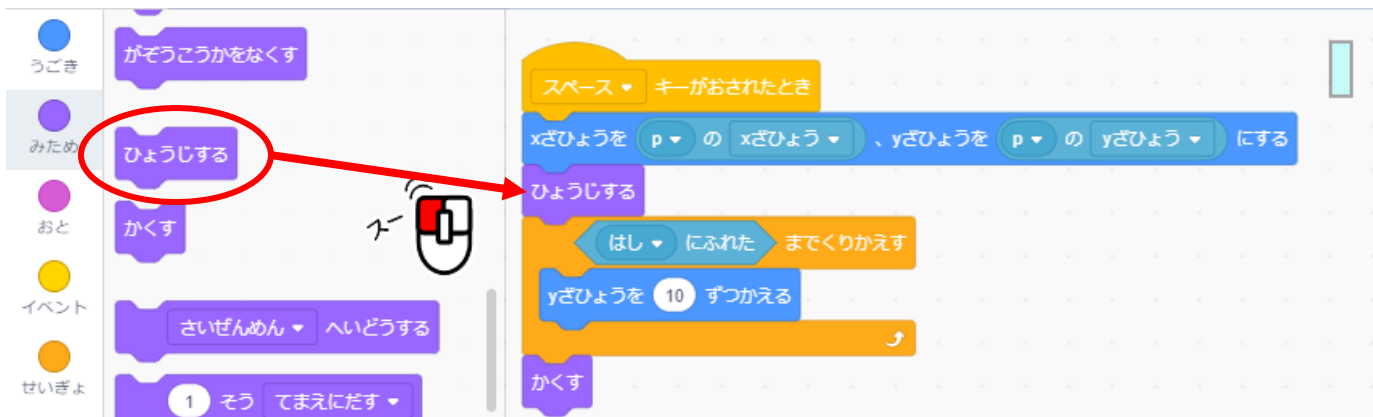 うごき
みため
おと
イベント
せいぎょ
がぞうこうかをなくす
ひょうじする
かくす
さいぜんめん へいどうする
1 そう てまえにだす
スー
スペース キーがおされたとき
xざひょうを p の xざひょう 、yざひょうを p の yざひょう にする
ひょうじする
はし にふれた までくりかえす
yざひょうを 10 ずつかえる
かくす